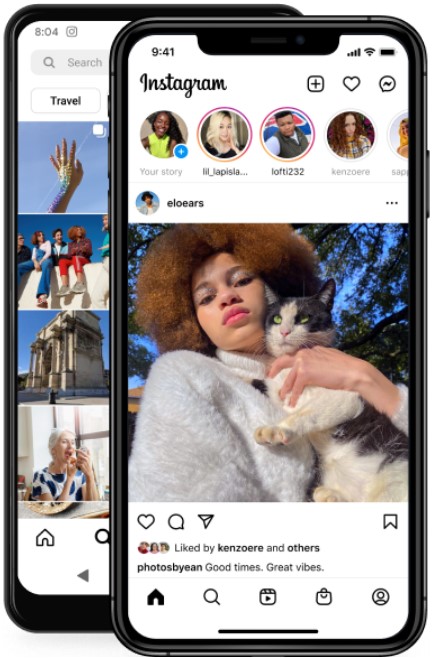 8:04
Search
Travel
9:41
Instagram
Your story
lil_lapisla...
lofti232
kenzoere
sapp
eloears
Liked by kenzoere and others
photosbyean Good times. Great vibes.